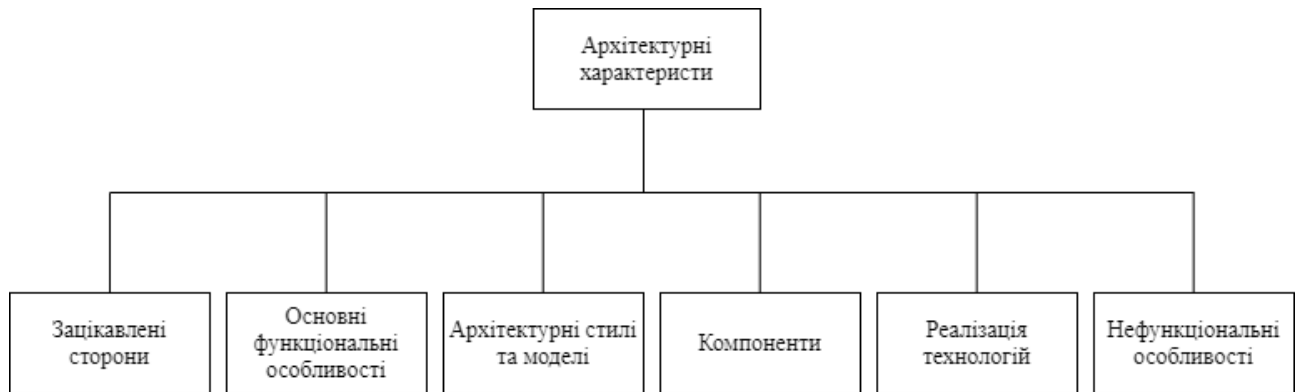 Архітектурні
характеристи
Зацікавлені
сторони
Основні
функціональні
особливості
Архітектурні стилі
та моделі
Компоненти
Реалізація
технологій
Нефункціональні
особливості